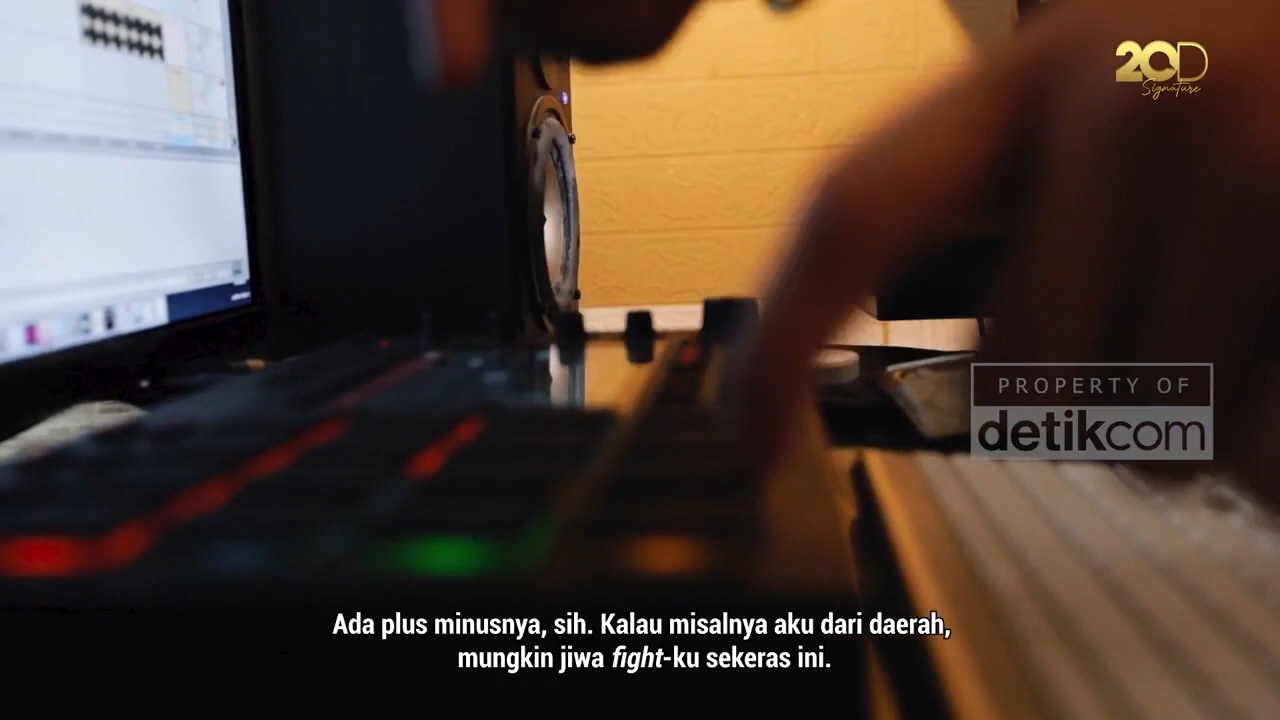 20D
Signature
PROPERTY OF
detikcom
Ada plus minusnya, sih. Kalau misalnya aku dari daerah,
mungkin jiwa fight-ku sekeras ini.